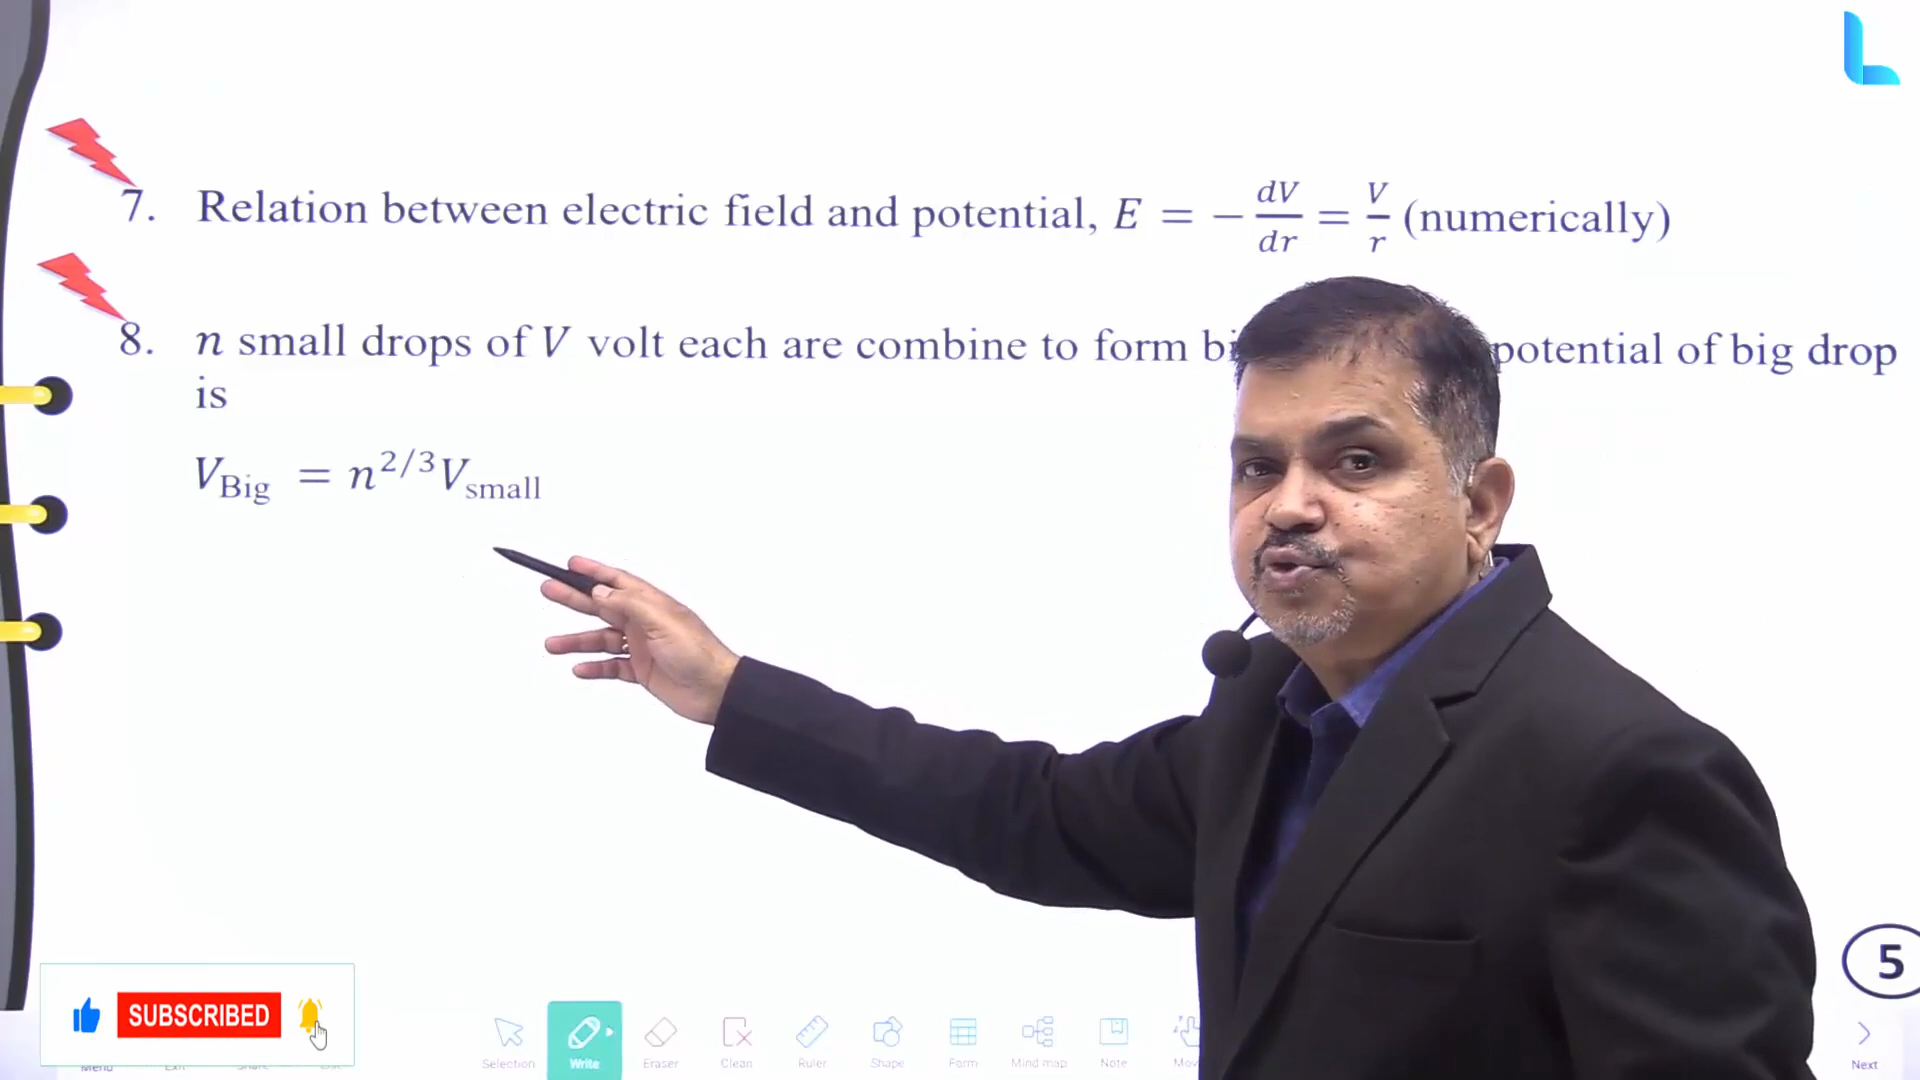 7. Relation between electric field and potential, E = − dV/dr = V/r (numerically)
8. n small drops of V volt each are combine to form potential of big drop
is
V_Big = n^{2/3} V_small
5
SUBSCRIBED
Selection Write Eraser Clean Ruler Shape Form Mind map Note Next